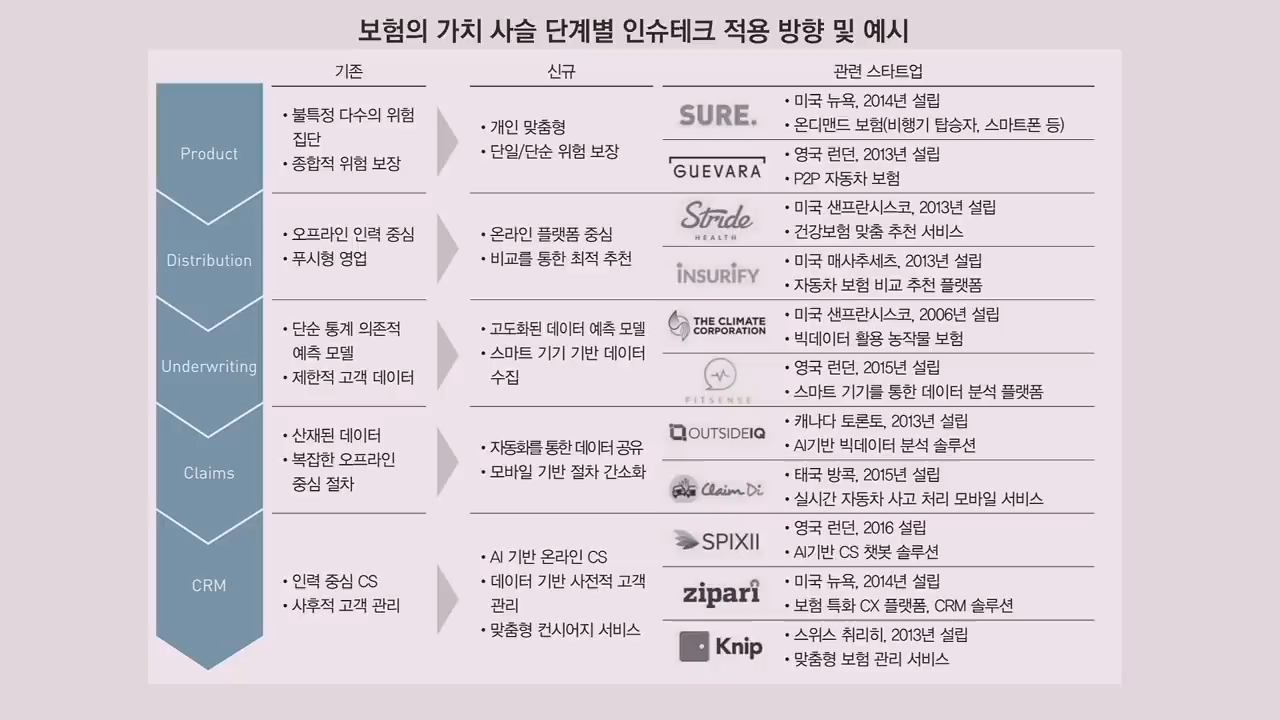 보험의 가치 사슬 단계별 인슈테크 적용 방향 및 예시
기존
신규
관련 스타트업
Product
• 불특정 다수의 위험
집단
• 종합적 위험 보장
• 개인 맞춤형
• 단일/단순 위험 보장
SURE.
• 미국 뉴욕, 2014년 설립
• 온디맨드 보험(비행기 탑승자, 스마트폰 등)
GUEVARA
• 영국 런던, 2013년 설립
• P2P 자동차 보험
Distribution
• 오프라인 인력 중심
• 푸시형 영업
• 온라인 플랫폼 중심
• 비교를 통한 최적 추천
Stride
HEALTH
• 미국 샌프란시스코, 2013년 설립
• 건강보험 맞춤 추천 서비스
INSURIFY
• 미국 매사추세츠, 2013년 설립
• 자동차 보험 비교 추천 플랫폼
Underwriting
• 단순 통계 의존적
예측 모델
• 제한적 고객 데이터
• 고도화된 데이터 예측 모델
• 스마트 기기 기반 데이터
수집
THE CLIMATE
CORPORATION
• 미국 샌프란시스코, 2006년 설립
• 빅데이터 활용 농작물 보험
FITSENSE
• 영국 런던, 2015년 설립
• 스마트 기기를 통한 데이터 분석 플랫폼
Claims
• 산재된 데이터
• 복잡한 오프라인
중심 절차
• 자동화를 통한 데이터 공유
• 모바일 기반 절차 간소화
OUTSIDEIQ
• 캐나다 토론토, 2013년 설립
• AI기반 빅데이터 분석 솔루션
Claim Di
• 태국 방콕, 2015년 설립
• 실시간 자동차 사고 처리 모바일 서비스
CRM
• 인력 중심 CS
• 사후적 고객 관리
• AI 기반 온라인 CS
• 데이터 기반 사전적 고객
관리
• 맞춤형 컨시어지 서비스
SPIXII
• 영국 런던, 2016 설립
• AI기반 CS 챗봇 솔루션
zipari
• 미국 뉴욕, 2014년 설립
• 보험 특화 CX 플랫폼, CRM 솔루션
Knip
• 스위스 취리히, 2013년 설립
• 맞춤형 보험 관리 서비스